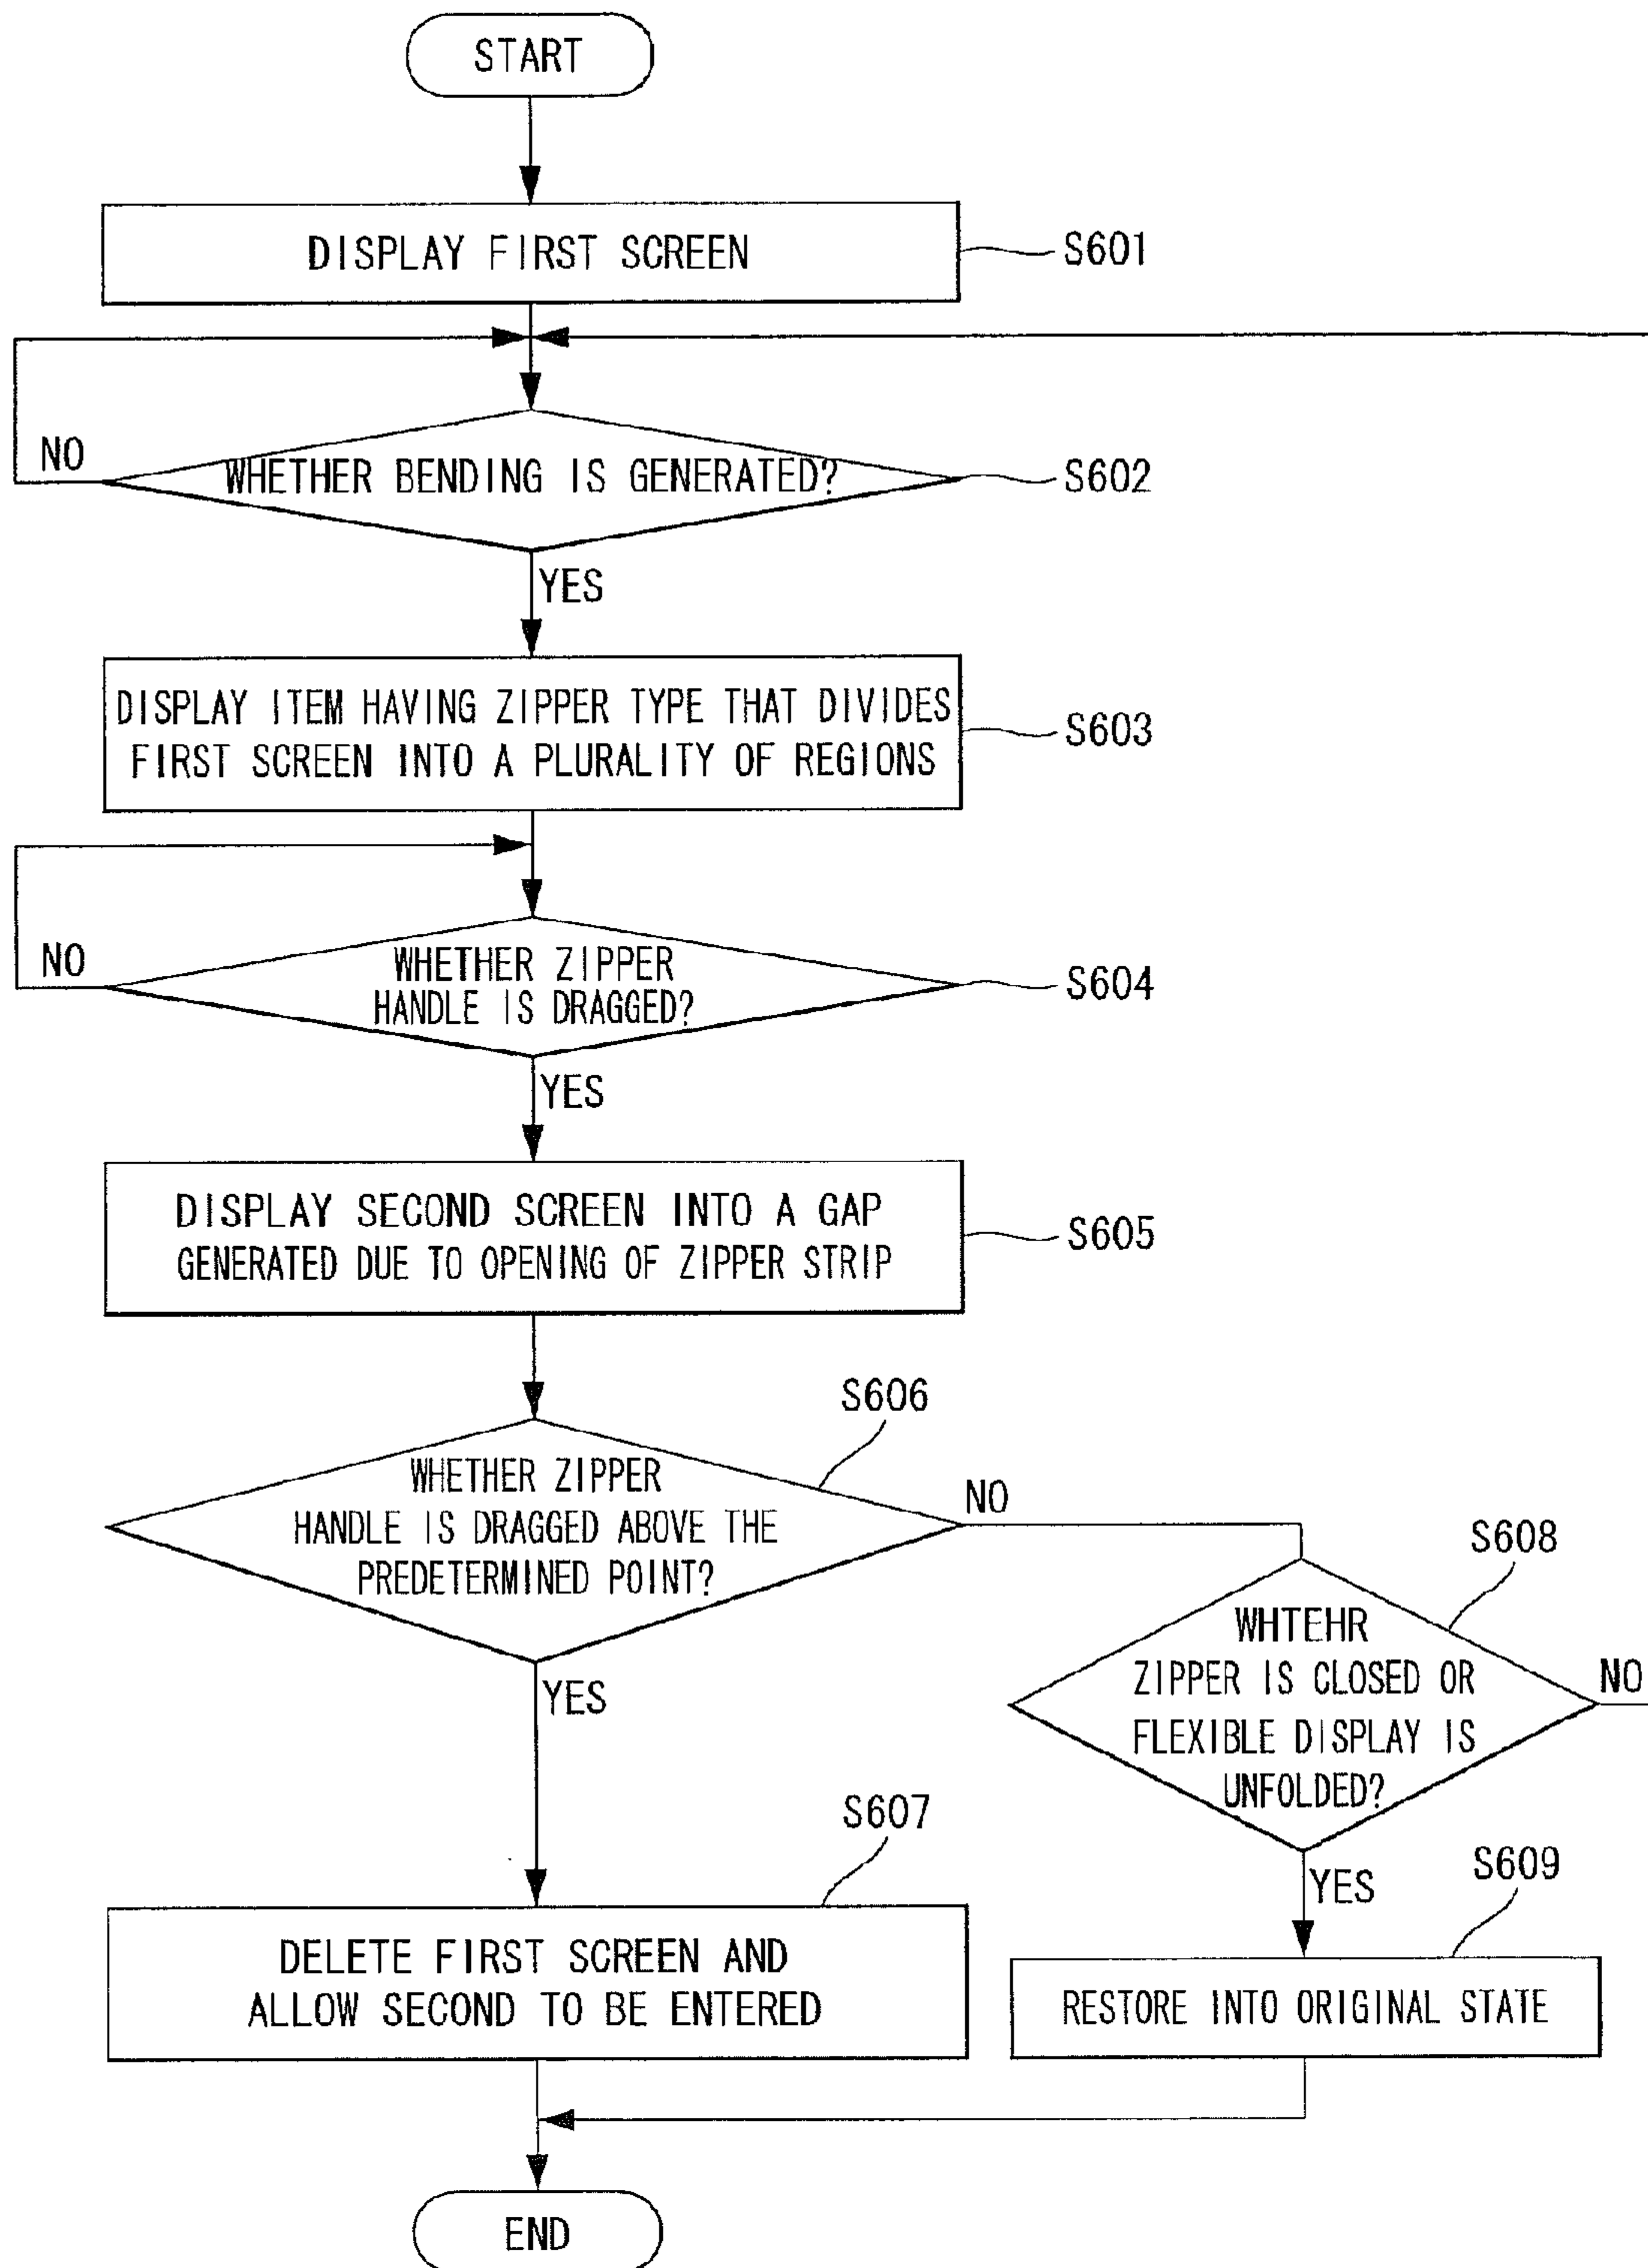 START
DISPLAY FIRST SCREEN
S601
NO
WHETHER BENDING IS GENERATED?
S602
YES
DISPLAY ITEM HAVING ZIPPER TYPE THAT DIVIDES
FIRST SCREEN INTO A PLURALITY OF REGIONS
S603
NO
WHETHER ZIPPER
HANDLE IS DRAGGED?
S604
YES
DISPLAY SECOND SCREEN INTO A GAP
GENERATED DUE TO OPENING OF ZIPPER STRIP
S605
S606
WHETHER ZIPPER
HANDLE IS DRAGGED ABOVE THE
PREDETERMINED POINT?
NO
YES
S608
WHTEHR
ZIPPER IS CLOSED OR
FLEXIBLE DISPLAY IS
UNFOLDED?
NO
YES
S607
DELETE FIRST SCREEN AND
ALLOW SECOND TO BE ENTERED
S609
RESTORE INTO ORIGINAL STATE
END